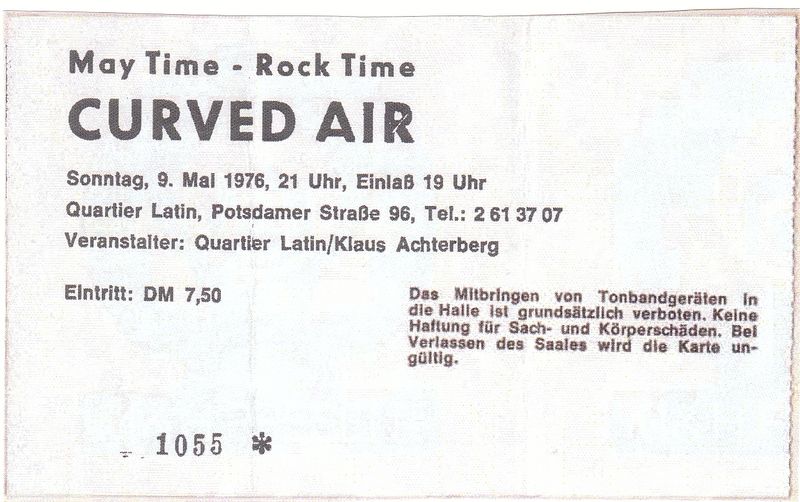 May Time - Rock Time
CURVED AIR
Sonntag, 9. Mai 1976, 21 Uhr, Einlaß 19 Uhr
Quartier Latin, Potsdamer Straße 96, Tel.: 2 61 37 07
Veranstalter: Quartier Latin/Klaus Achterberg
Eintritt: DM 7,50
Das Mitbringen von Tonbandgeräten in
die Halle ist grundsätzlich verboten. Keine
Haftung für Sach- und Körperschäden. Bei
Verlassen des Saales wird die Karte un-
gültig.
1055 *